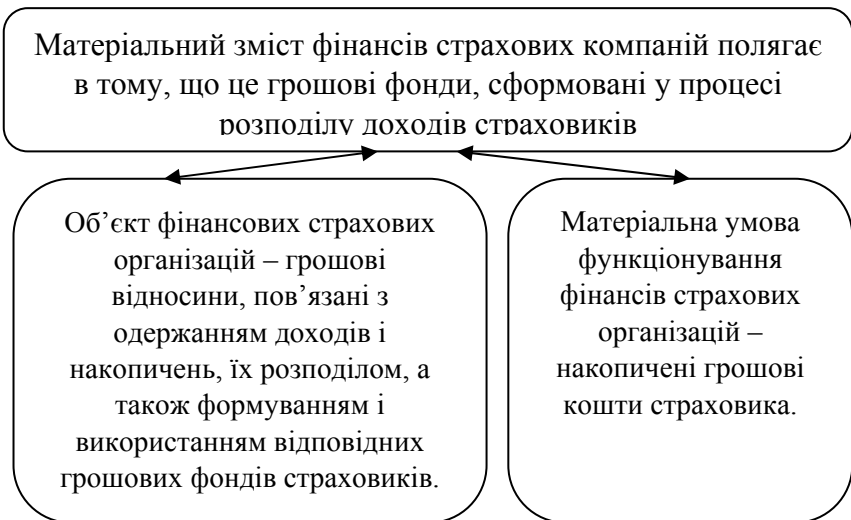 Матеріальний зміст фінансів страхових компаній полягає
в тому, що це грошові фонди, сформовані у процесі
розподілу доходів страховиків
Об’єкт фінансових страхових
організацій – грошові
відносини, пов’язані з
одержанням доходів і
накопичень, їх розподілом, а
також формуванням і
використанням відповідних
грошових фондів страховиків.
Матеріальна умова
функціонування
фінансів страхових
організацій –
накопичені грошові
кошти страховика.